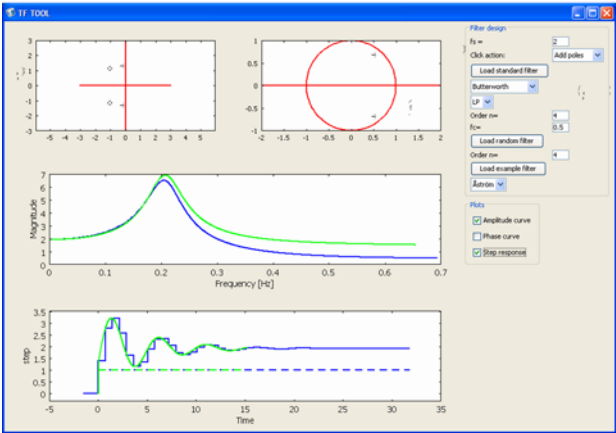 TF TOOL
3
2
1
0
-1
-2
-3
-5 -4 -3 -2 -1 0 1 2 3 4 5
1
0.5
0
-0.5
-1
-2 -1.5 -1 -0.5 0 0.5 1 1.5 2
Filter design
fs = 2
Click action: Add poles
Load standard filter
Butterworth
LP
Order n= 4
fc= 0.5
Load random filter
Order n= 4
Load example filter
Åström
Plots
Amplitude curve
Phase curve
Step response
Magnitude
7
6
5
4
3
2
1
0
0 0.1 0.2 0.3 0.4 0.5 0.6 0.7
Frequency [Hz]
step
3.5
3
2.5
2
1.5
1
0.5
0
-5 0 5 10 15 20 25 30 35
Time